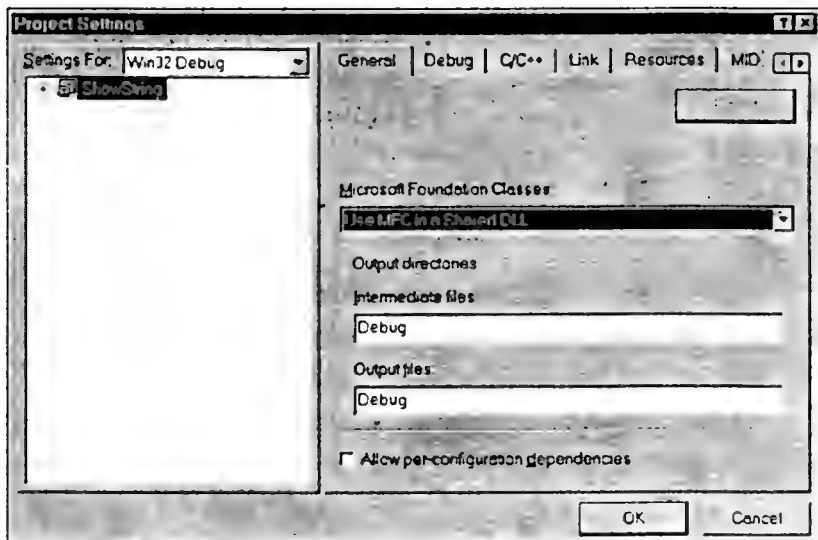 Project Settings
Settings For: Win32 Debug
ShowString
General Debug C/C++ Link Resources MID
Microsoft Foundation Classes:
Use MFC in a Shared DLL
Output directories
Intermediate files:
Debug
Output files:
Debug
Allow per-configuration dependencies
OK Cancel